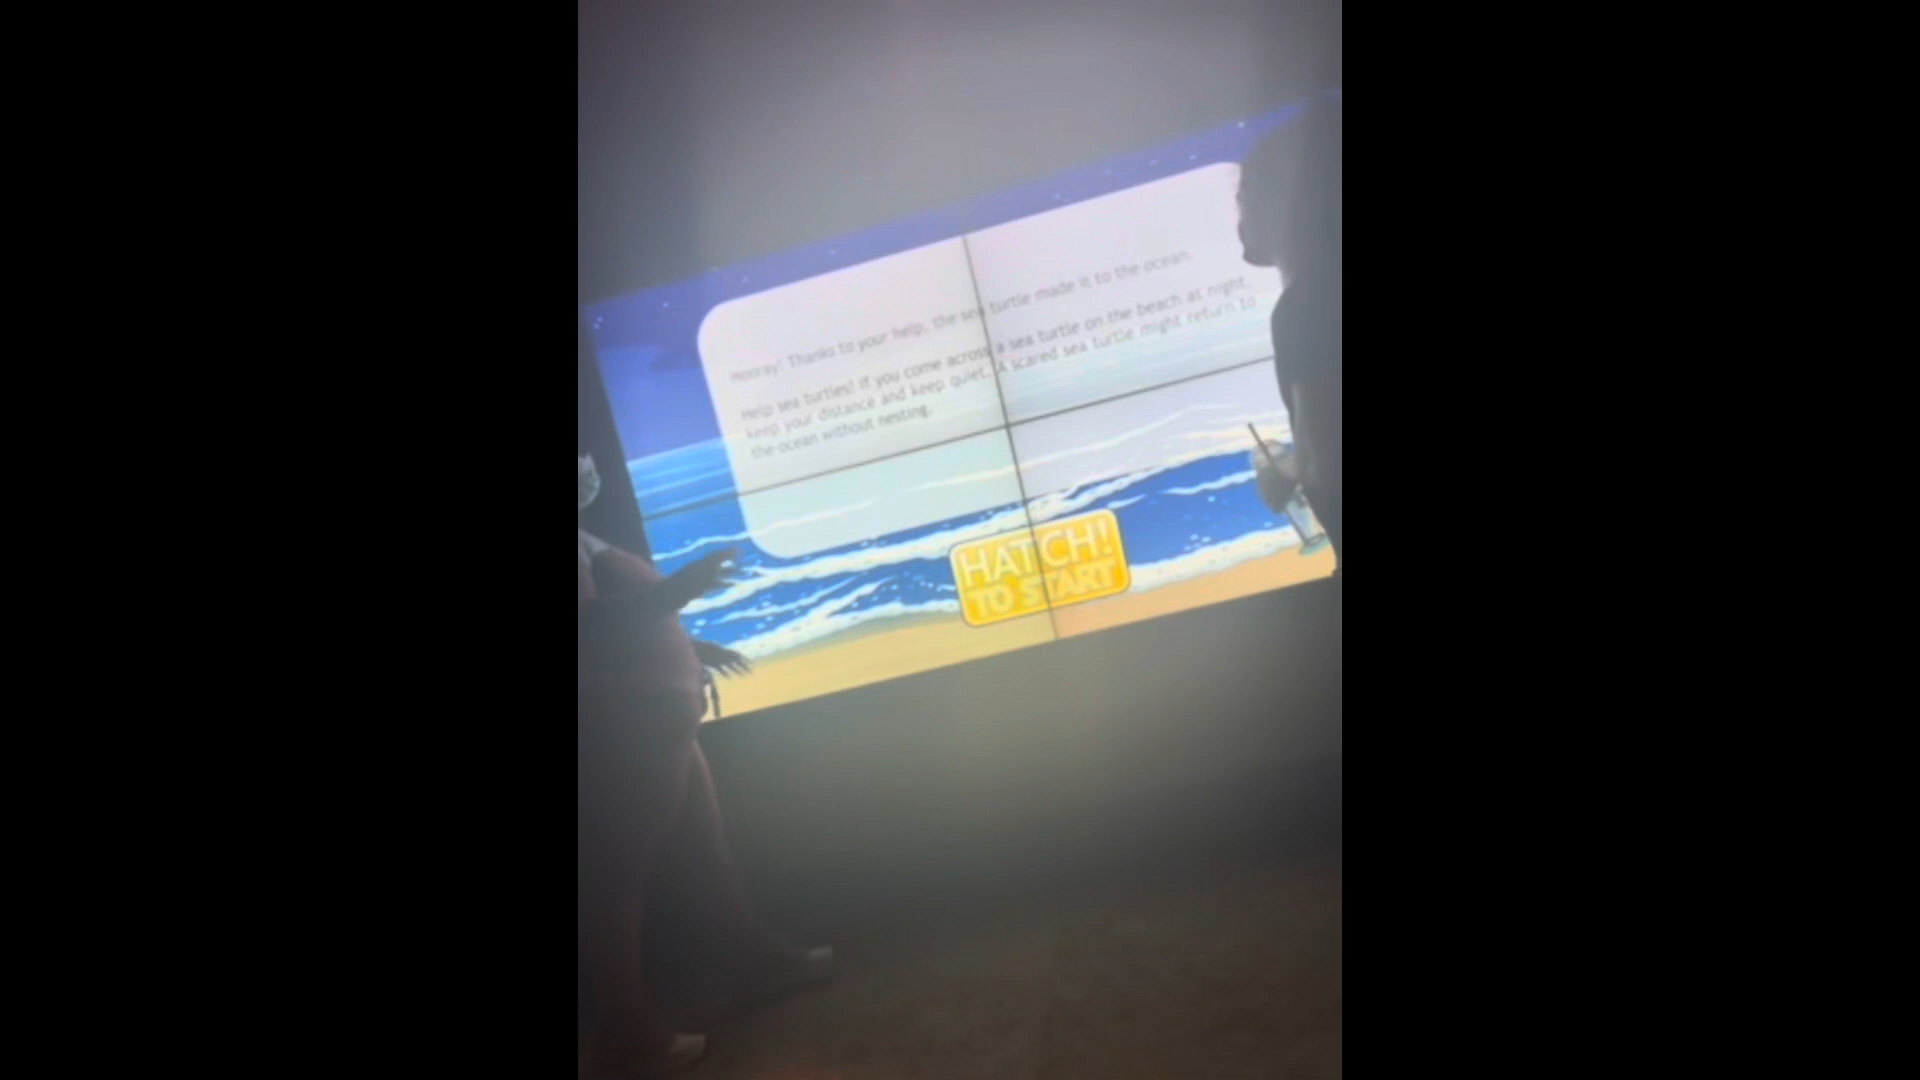 Hooray! Thanks to your help, the sea turtle made it to the ocean.
Help sea turtles! If you come across a sea turtle on the beach at night,
keep your distance and keep quiet. A scared sea turtle might return to
the ocean without nesting.
HATCH!
TO START